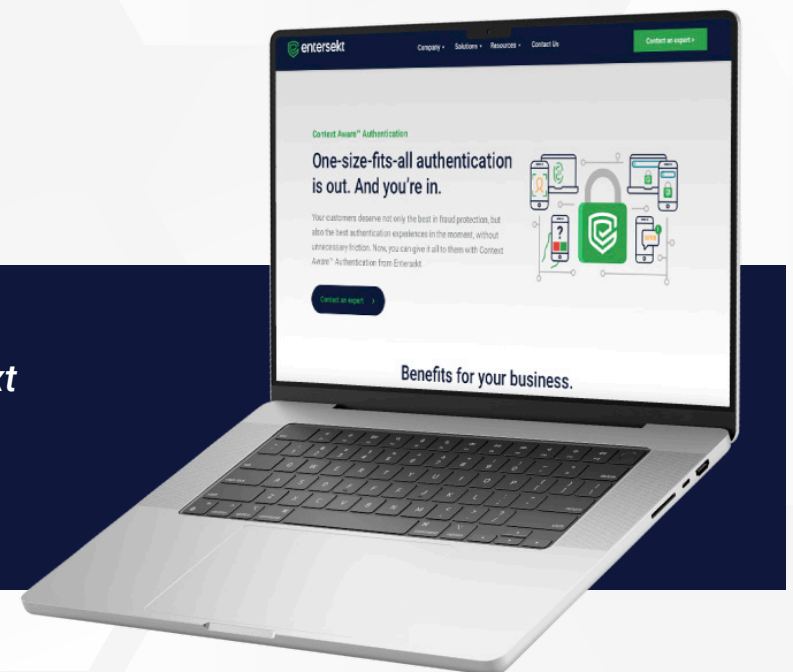 entersekt
Company
Solutions
Resources
Contact Us
Contact an expert >
Context Aware™ Authentication
One-size-fits-all authentication
is out. And you're in.
Your customers deserve not only the best in fraud protection, but
also the best authentication experiences in the moment, without
unnecessary friction. Now, you can give it all to them with Context
Aware™ Authentication from Entersekt.
Contact an expert >
Benefits for your business.